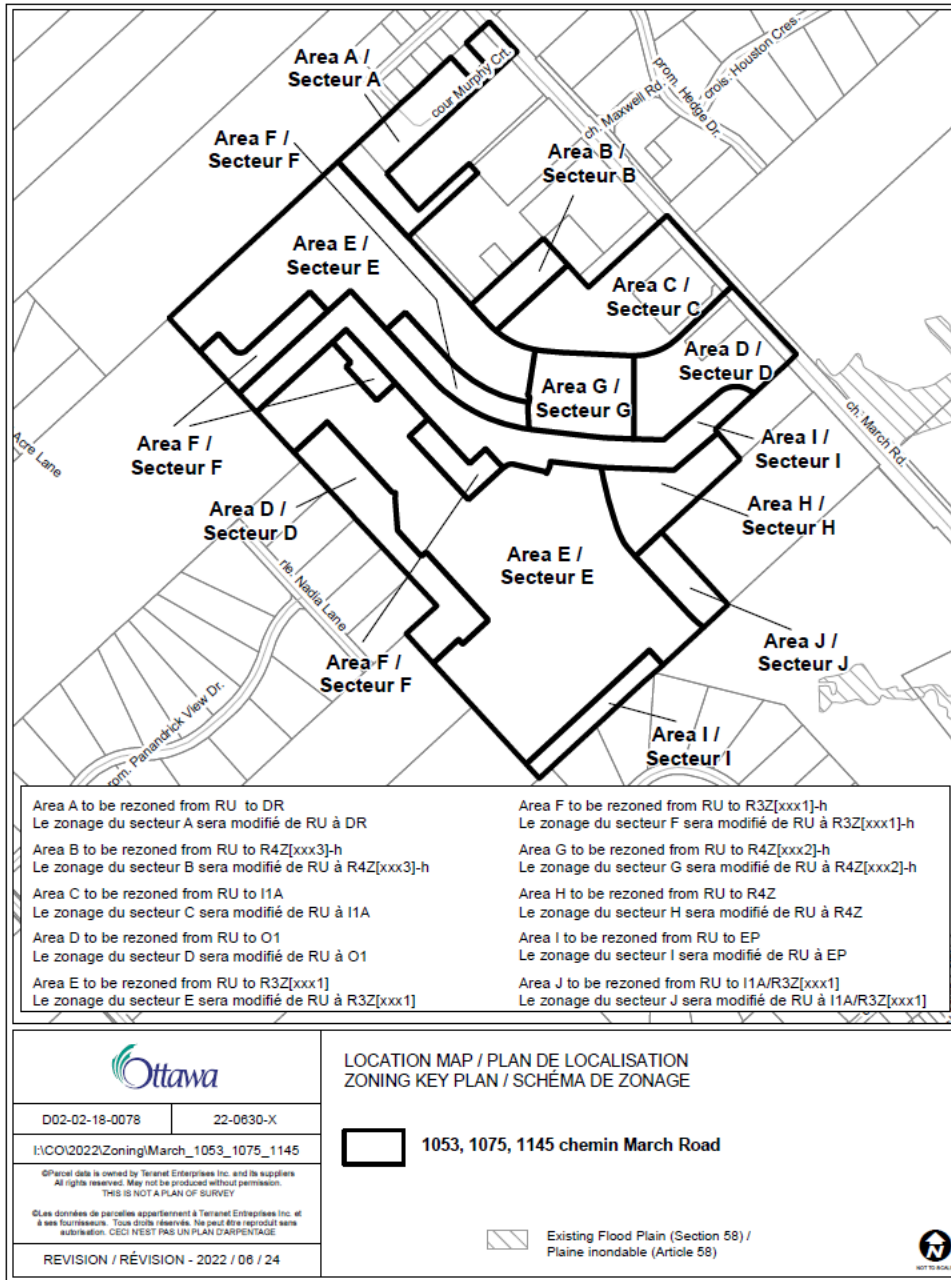 Area A /
Secteur A
cour Murphy Crt.
prom. Hedge Dr.
crois. Houston Cres.
ch. Maxwell Rd.
Area F /
Secteur F
Area B /
Secteur B
Area E /
Secteur E
Area C /
Secteur C
Area D /
Secteur D
Area G /
Secteur G
ch. March Rd.
Acre Lane
Area F /
Secteur F
Area I /
Secteur I
Area D /
Secteur D
Area H /
Secteur H
Area E /
Secteur E
rle. Nadia Lane
Area J /
Secteur J
Area F /
Secteur F
prom. Panandrick View Dr.
Area I /
Secteur I
Area A to be rezoned from RU to DR
Le zonage du secteur A sera modifié de RU à DR
Area B to be rezoned from RU to R4Z[xxx3]-h
Le zonage du secteur B sera modifié de RU à R4Z[xxx3]-h
Area C to be rezoned from RU to I1A
Le zonage du secteur C sera modifié de RU à I1A
Area D to be rezoned from RU to O1
Le zonage du secteur D sera modifié de RU à O1
Area E to be rezoned from RU to R3Z[xxx1]
Le zonage du secteur E sera modifié de RU à R3Z[xxx1]
Area F to be rezoned from RU to R3Z[xxx1]-h
Le zonage du secteur F sera modifié de RU à R3Z[xxx1]-h
Area G to be rezoned from RU to R4Z[xxx2]-h
Le zonage du secteur G sera modifié de RU à R4Z[xxx2]-h
Area H to be rezoned from RU to R4Z
Le zonage du secteur H sera modifié de RU à R4Z
Area I to be rezoned from RU to EP
Le zonage du secteur I sera modifié de RU à EP
Area J to be rezoned from RU to I1A/R3Z[xxx1]
Le zonage du secteur J sera modifié de RU à I1A/R3Z[xxx1]
Ottawa
D02-02-18-0078
22-0630-X
I:\CO\2022\Zoning\March_1053_1075_1145
©Parcel data is owned by Teranet Enterprises Inc. and its suppliers
All rights reserved. May not be produced without permission.
THIS IS NOT A PLAN OF SURVEY
©Les données de parcelles appartiennent à Terranet Enterprises Inc. et
à ses fournisseurs. Tous droits réservés. Ne peut être reproduit sans
autorisation. CECI N'EST PAS UN PLAN D'ARPENTAGE
REVISION / RÉVISION - 2022 / 06 / 24
LOCATION MAP / PLAN DE LOCALISATION
ZONING KEY PLAN / SCHÉMA DE ZONAGE
1053, 1075, 1145 chemin March Road
Existing Flood Plain (Section 58) /
Plaine inondable (Article 58)
N
NOT TO SCALE